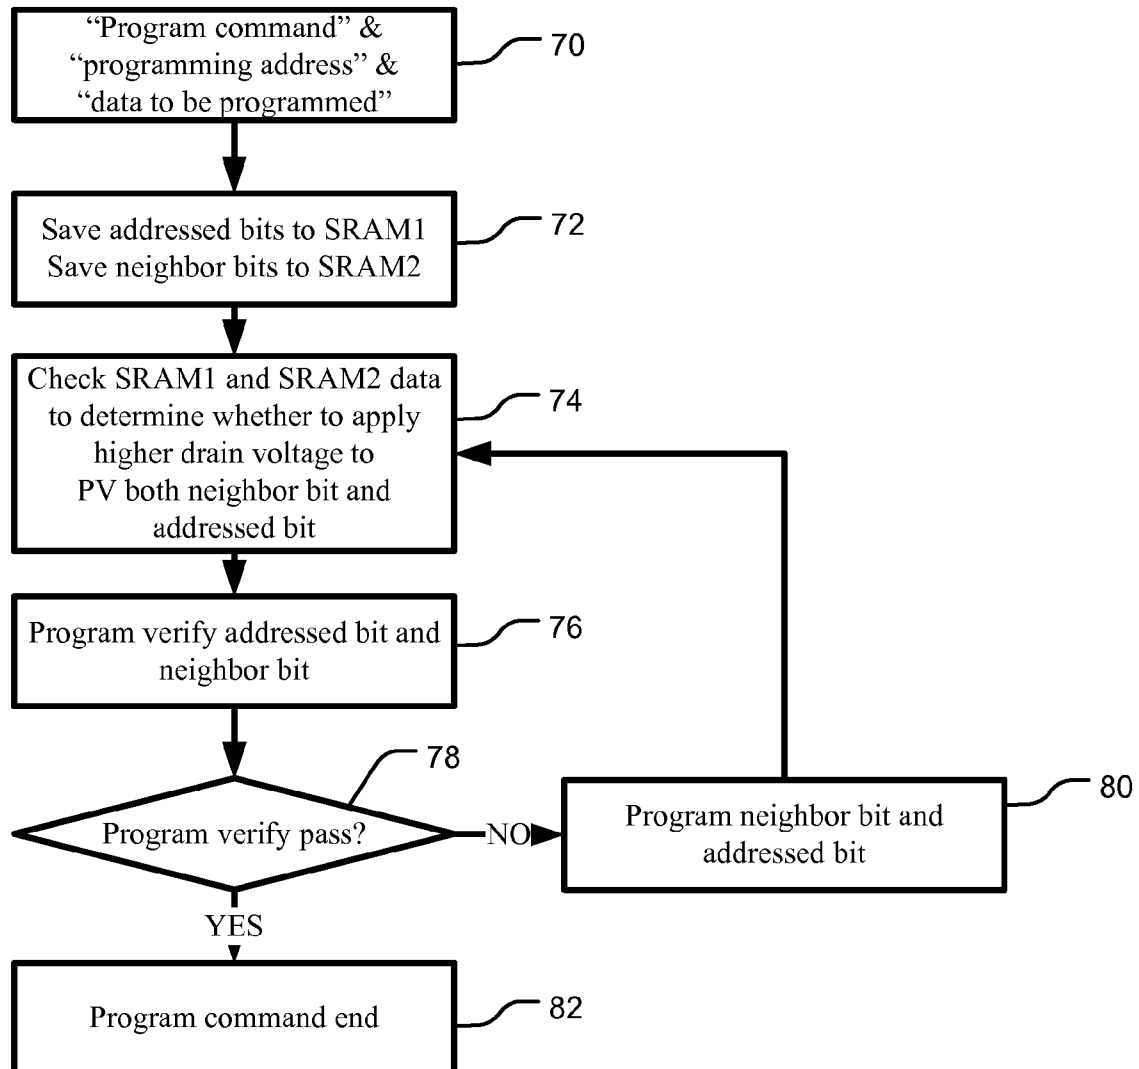 “Program command” &
“programming address” &
“data to be programmed”
70
Save addressed bits to SRAM1
Save neighbor bits to SRAM2
72
Check SRAM1 and SRAM2 data
to determine whether to apply
higher drain voltage to
PV both neighbor bit and
addressed bit
74
Program verify addressed bit and
neighbor bit
76
Program verify pass?
78
NO
Program neighbor bit and
addressed bit
80
YES
Program command end
82